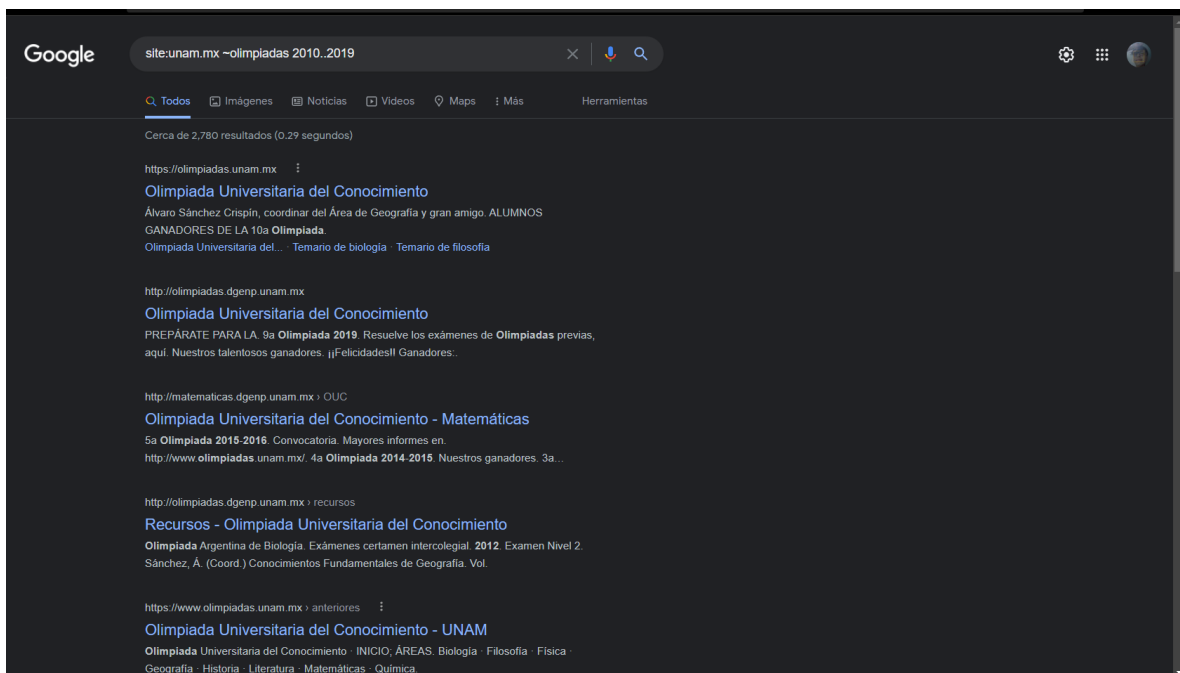 Google
site:unam.mx ~olimpiadas 2010..2019
Todos Imágenes Noticias Videos Maps Más Herramientas
Cerca de 2,780 resultados (0.29 segundos)
https://olimpiadas.unam.mx
Olimpiada Universitaria del Conocimiento
Álvaro Sánchez Crispín, coordinar del Área de Geografía y gran amigo. ALUMNOS
GANADORES DE LA 10a Olimpiada.
Olimpiada Universitaria del... · Temario de biología · Temario de filosofía
http://olimpiadas.dgenp.unam.mx
Olimpiada Universitaria del Conocimiento
PREPÁRATE PARA LA. 9a Olimpiada 2019. Resuelve los exámenes de Olimpiadas previas,
aquí. Nuestros talentosos ganadores. ¡¡Felicidades!! Ganadores:.
http://matematicas.dgenp.unam.mx › OUC
Olimpiada Universitaria del Conocimiento - Matemáticas
5a Olimpiada 2015-2016. Convocatoria. Mayores informes en.
http://www.olimpiadas.unam.mx/. 4a Olimpiada 2014-2015. Nuestros ganadores. 3a...
http://olimpiadas.dgenp.unam.mx › recursos
Recursos - Olimpiada Universitaria del Conocimiento
Olimpiada Argentina de Biología. Exámenes certamen intercolegial. 2012. Examen Nivel 2.
Sánchez, Á. (Coord.) Conocimientos Fundamentales de Geografía. Vol.
https://www.olimpiadas.unam.mx › anteriores
Olimpiada Universitaria del Conocimiento - UNAM
Olimpiada Universitaria del Conocimiento · INICIO; ÁREAS. Biología · Filosofía · Física ·
Geografía · Historia · Literatura · Matemáticas · Química.